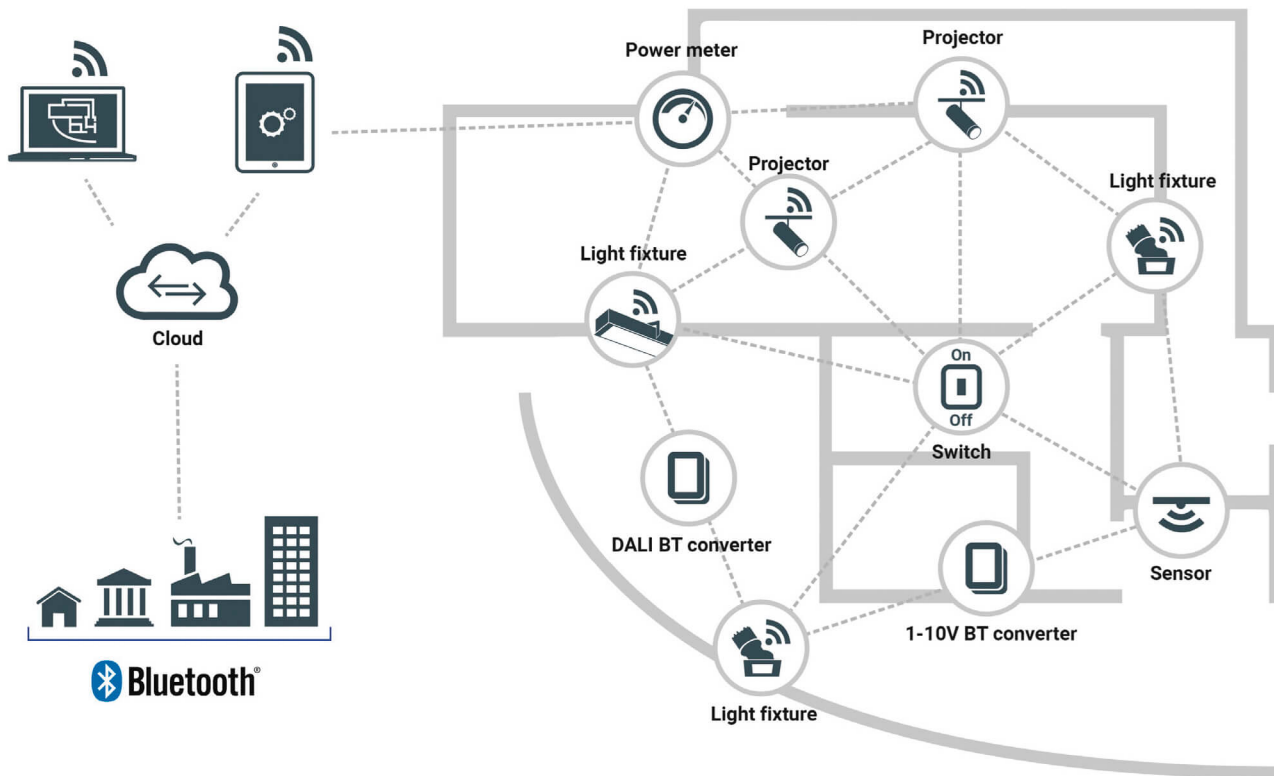 Power meter
Projector
Projector
Light fixture
Light fixture
Cloud
On
Off
Switch
DALI BT converter
Sensor
1-10V BT converter
Bluetooth®
Light fixture